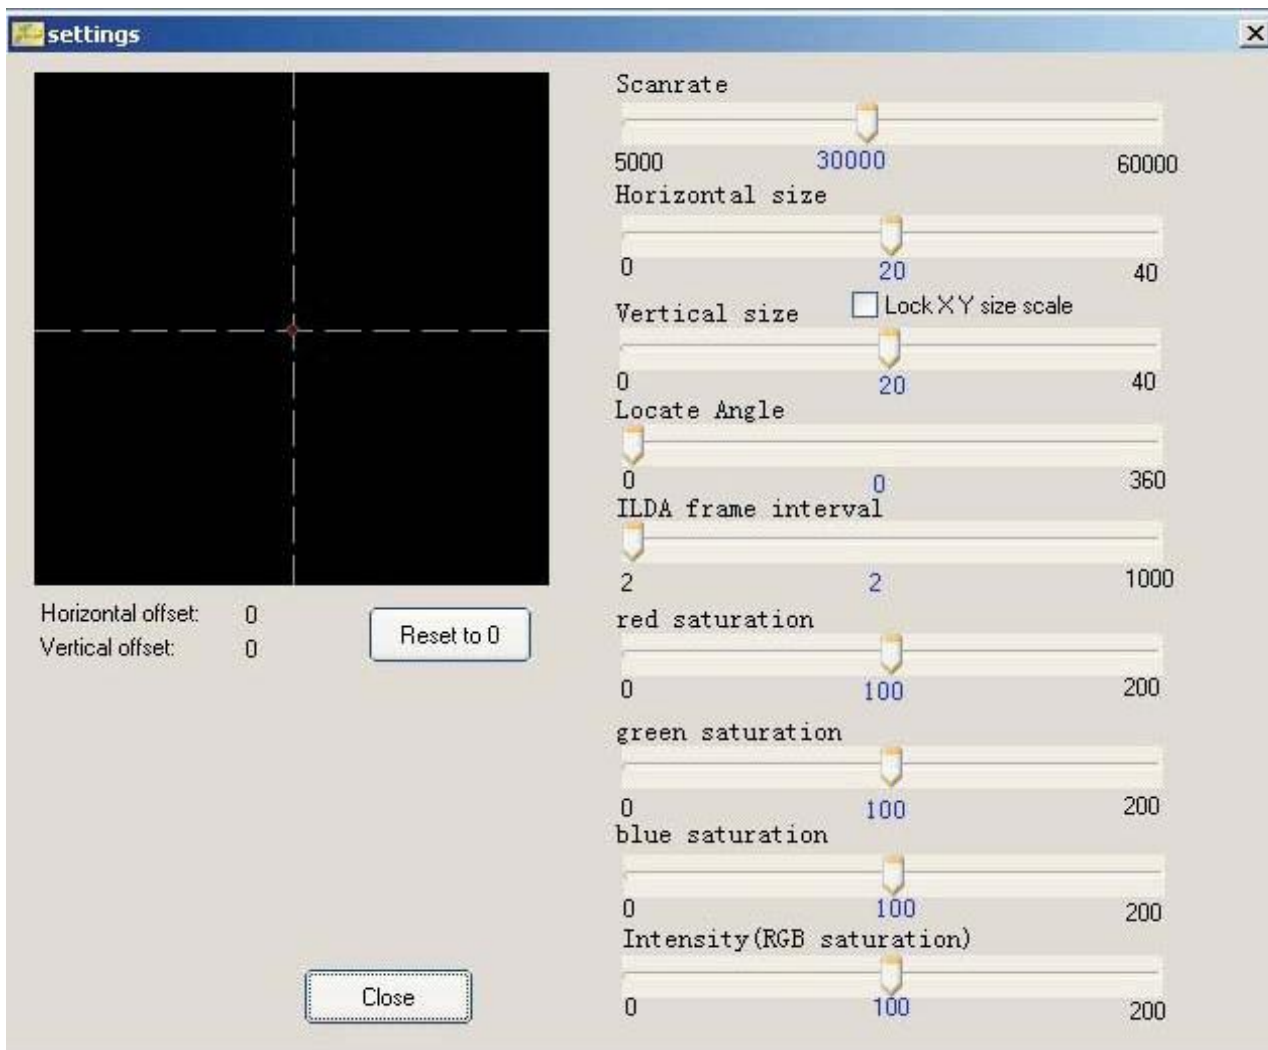 settings
Scanrate
5000 30000 60000
Horizontal size
0 20 40
Vertical size Lock X Y size scale
0 20 40
Locate Angle
0 0 360
ILDA frame interval
2 2 1000
Horizontal offset: 0
Vertical offset: 0
Reset to 0
red saturation
0 100 200
green saturation
0 100 200
blue saturation
0 100 200
Intensity(RGB saturation)
0 100 200
Close